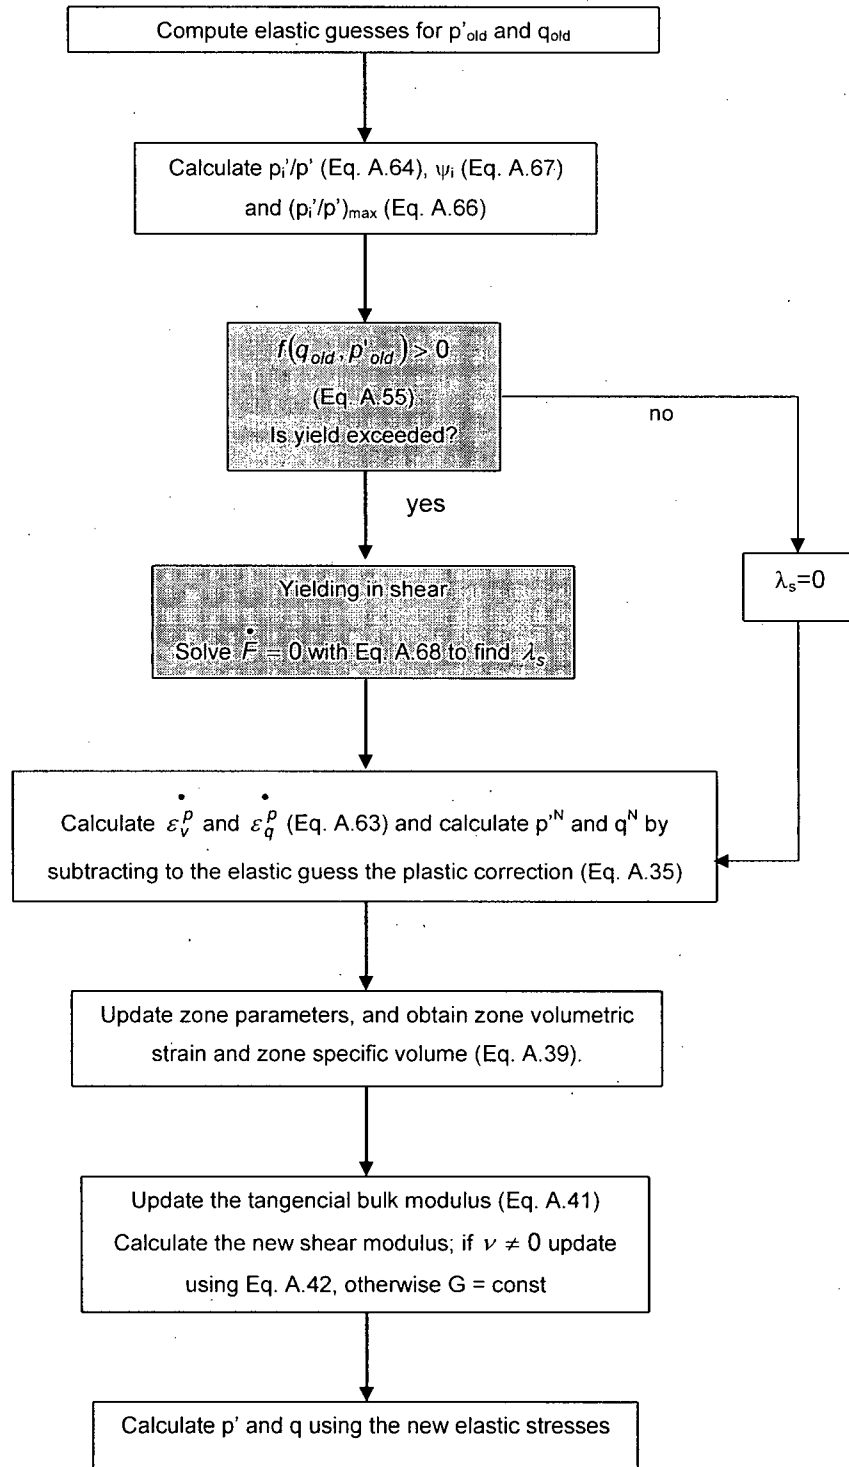 Compute elastic guesses for p'old and qold
Calculate pi'/p' (Eq. A.64), ψi (Eq. A.67)
and (pi'/p')max (Eq. A.66)
f(qold, p'old) > 0
(Eq. A.55)
Is yield exceeded?
no
yes
λs=0
Yielding in shear
Solve Ḟ = 0 with Eq. A.68 to find λs
Calculate ε̇vᵖ and ε̇qᵖ (Eq. A.63) and calculate p'ᴺ and qᴺ by
subtracting to the elastic guess the plastic correction (Eq. A.35)
Update zone parameters, and obtain zone volumetric
strain and zone specific volume (Eq. A.39).
Update the tangencial bulk modulus (Eq. A.41)
Calculate the new shear modulus; if ν ≠ 0 update
using Eq. A.42, otherwise G = const
Calculate p' and q using the new elastic stresses